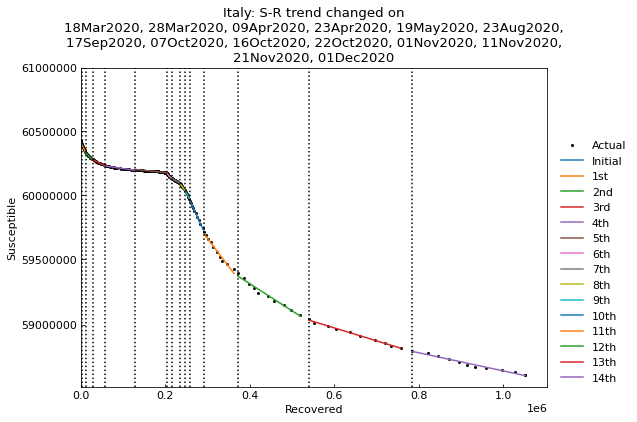 Italy: S-R trend changed on
18Mar2020, 28Mar2020, 09Apr2020, 23Apr2020, 19May2020, 23Aug2020,
17Sep2020, 07Oct2020, 16Oct2020, 22Oct2020, 01Nov2020, 11Nov2020,
21Nov2020, 01Dec2020
61000000
60500000
60000000
59500000
59000000
Susceptible
0.0
0.2
0.4
0.6
0.8
1.0
1e6
Recovered
Actual
Initial
1st
2nd
3rd
4th
5th
6th
7th
8th
9th
10th
11th
12th
13th
14th